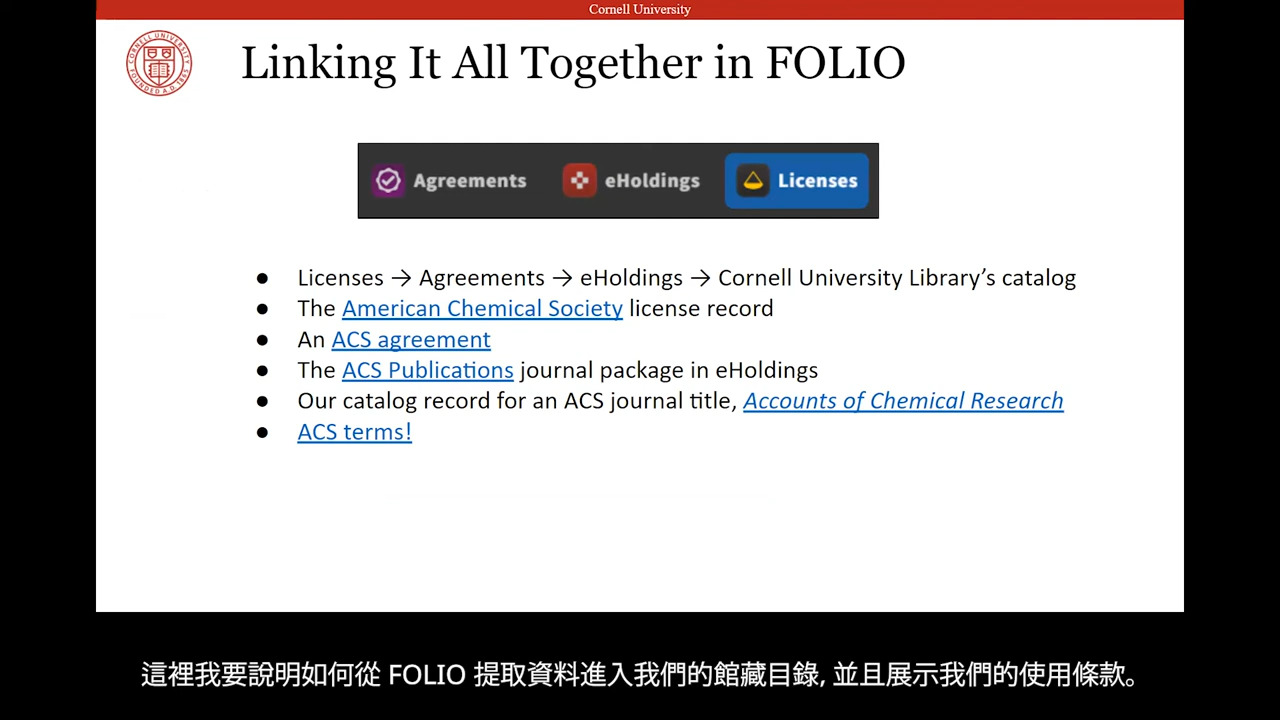 Cornell University
CORNELL UNIVERSITY
FOUNDED A.D. 1865
Linking It All Together in FOLIO
Agreements eHoldings Licenses
● Licenses → Agreements → eHoldings → Cornell University Library’s catalog
● The American Chemical Society license record
● An ACS agreement
● The ACS Publications journal package in eHoldings
● Our catalog record for an ACS journal title, Accounts of Chemical Research
● ACS terms!
這裡我要說明如何從 FOLIO 提取資料進入我們的館藏目錄, 並且展示我們的使用條款。